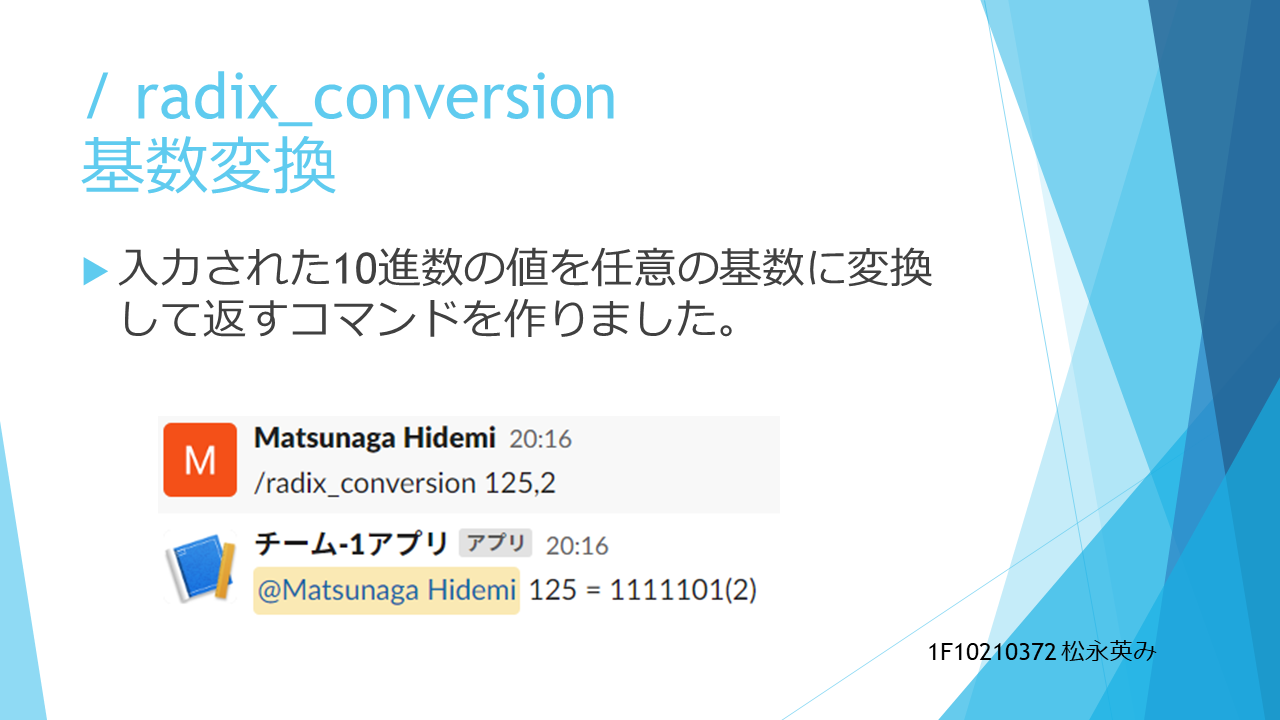 / radix_conversion
基数変換
入力された10進数の値を任意の基数に変換
して返すコマンドを作りました。
M
Matsunaga Hidemi 20:16
/radix_conversion 125,2
チーム-1アプリ アプリ 20:16
@Matsunaga Hidemi 125 = 1111101(2)
1F10210372 松永英み